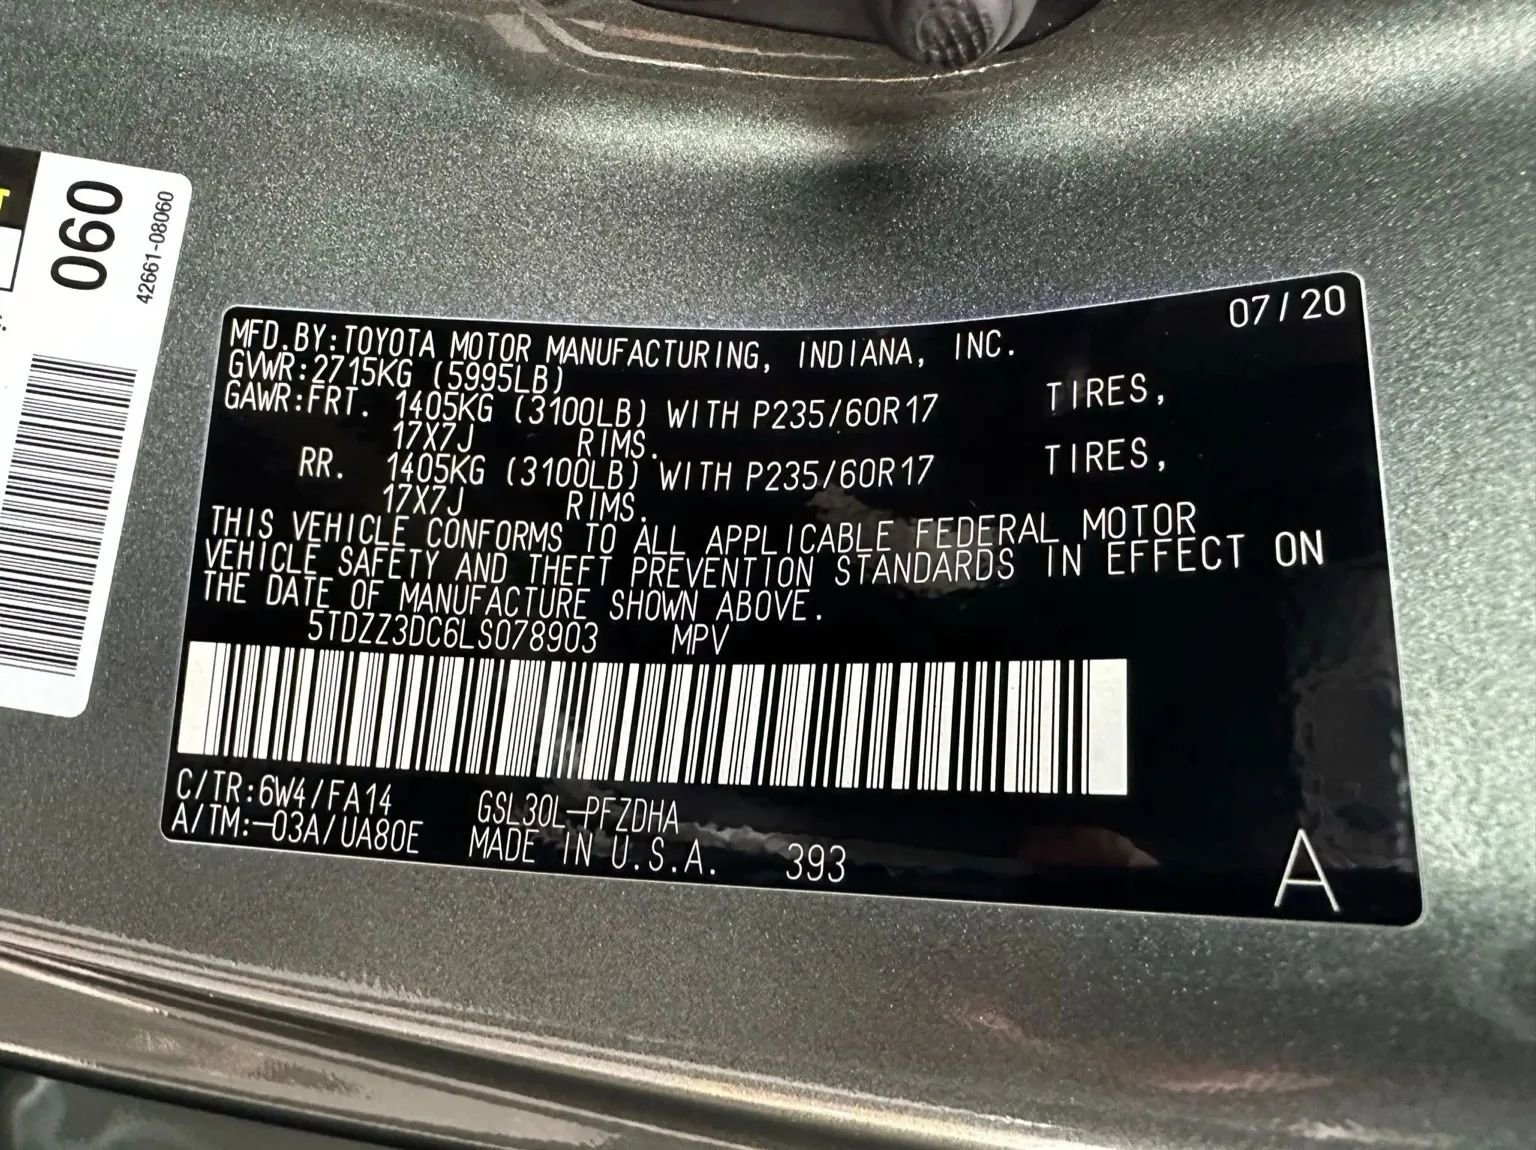 T
060
42661-08060
07/20
MFD.BY:TOYOTA MOTOR MANUFACTURING, INDIANA, INC.
GVWR:2715KG (5995LB)
GAWR:FRT. 1405KG (3100LB) WITH P235/60R17 TIRES,
17X7J RIMS.
RR. 1405KG (3100LB) WITH P235/60R17 TIRES,
17X7J RIMS.
THIS VEHICLE CONFORMS TO ALL APPLICABLE FEDERAL MOTOR
VEHICLE SAFETY AND THEFT PREVENTION STANDARDS IN EFFECT ON
THE DATE OF MANUFACTURE SHOWN ABOVE.
5TDZZ3DC6LS078903 MPV
C/TR:6W4/FA14 GSL30L-PFZDHA
A/TM:-03A/UA80E MADE IN U.S.A. 393
A